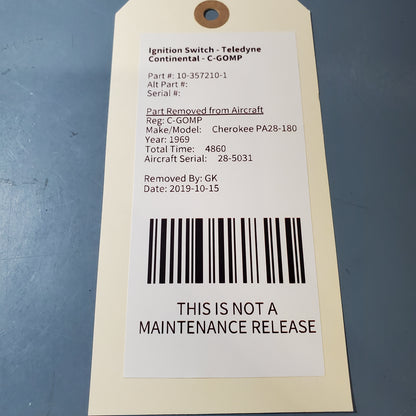 Ignition Switch - Teledyne
Continental - C-GOMP
Part #: 10-357210-1
Alt Part #:
Serial #:
Part Removed from Aircraft
Reg: C-GOMP
Make/Model: Cherokee PA28-180
Year: 1969
Total Time: 4860
Aircraft Serial: 28-5031
Removed By: GK
Date: 2019-10-15
THIS IS NOT A
MAINTENANCE RELEASE